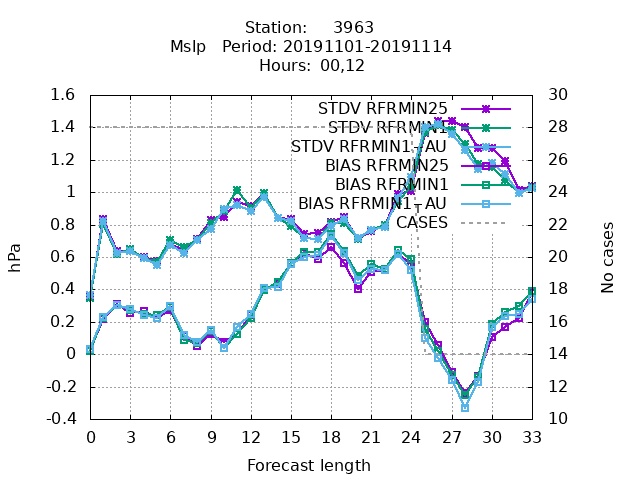 Station: 3963
Mslp Period: 20191101-20191114
Hours: 00,12
1.6
1.4
1.2
1
0.8
0.6
0.4
0.2
0
-0.2
-0.4
30
28
26
24
22
20
18
16
14
12
10
hPa
No cases
STDV RFRMIN25
STDV RFRMIN1
STDV RFRMIN1+AU
BIAS RFRMIN25
BIAS RFRMIN1
BIAS RFRMIN1+AU
CASES
0 3 6 9 12 15 18 21 24 27 30 33
Forecast length